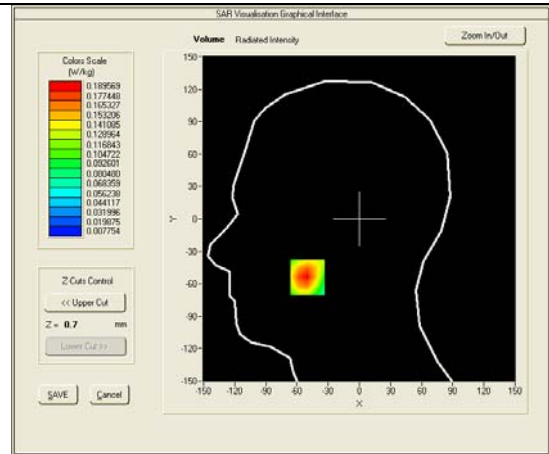 SAR Visualisation Graphical Interface
Volume Radiated Intensity
Zoom In/Out
Colors Scale
(W/kg)
0.189569
0.177448
0.165327
0.153206
0.141085
0.128964
0.116843
0.104722
0.092601
0.080480
0.068359
0.056238
0.044117
0.031996
0.019875
0.007754
Z Cuts Control
<< Upper Cut
Z = 0.7 mm
Lower Cut >>
SAVE Cancel
150
120
90
60
30
0
-30
-60
-90
-120
-150
Y
-150 -120 -90 -60 -30 0 30 60 90 120 150
X